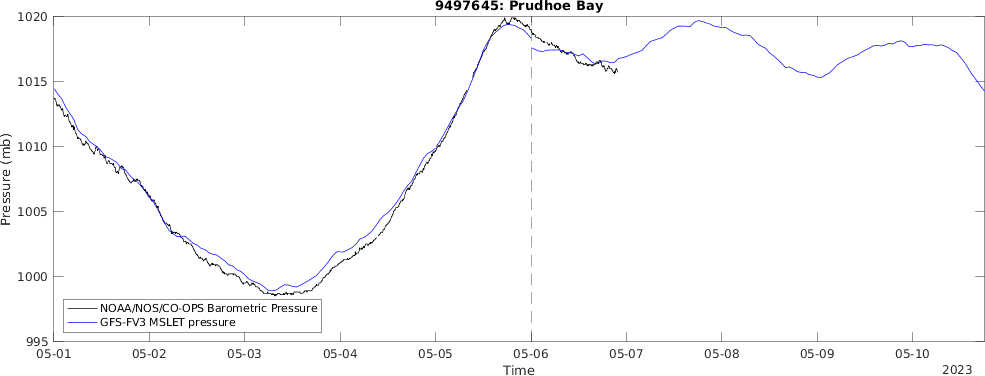 9497645: Prudhoe Bay
1020
1015
1010
1005
1000
995
Pressure (mb)
NOAA/NOS/CO-OPS Barometric Pressure
GFS-FV3 MSLET pressure
05-01 05-02 05-03 05-04 05-05 05-06 05-07 05-08 05-09 05-10
Time
2023